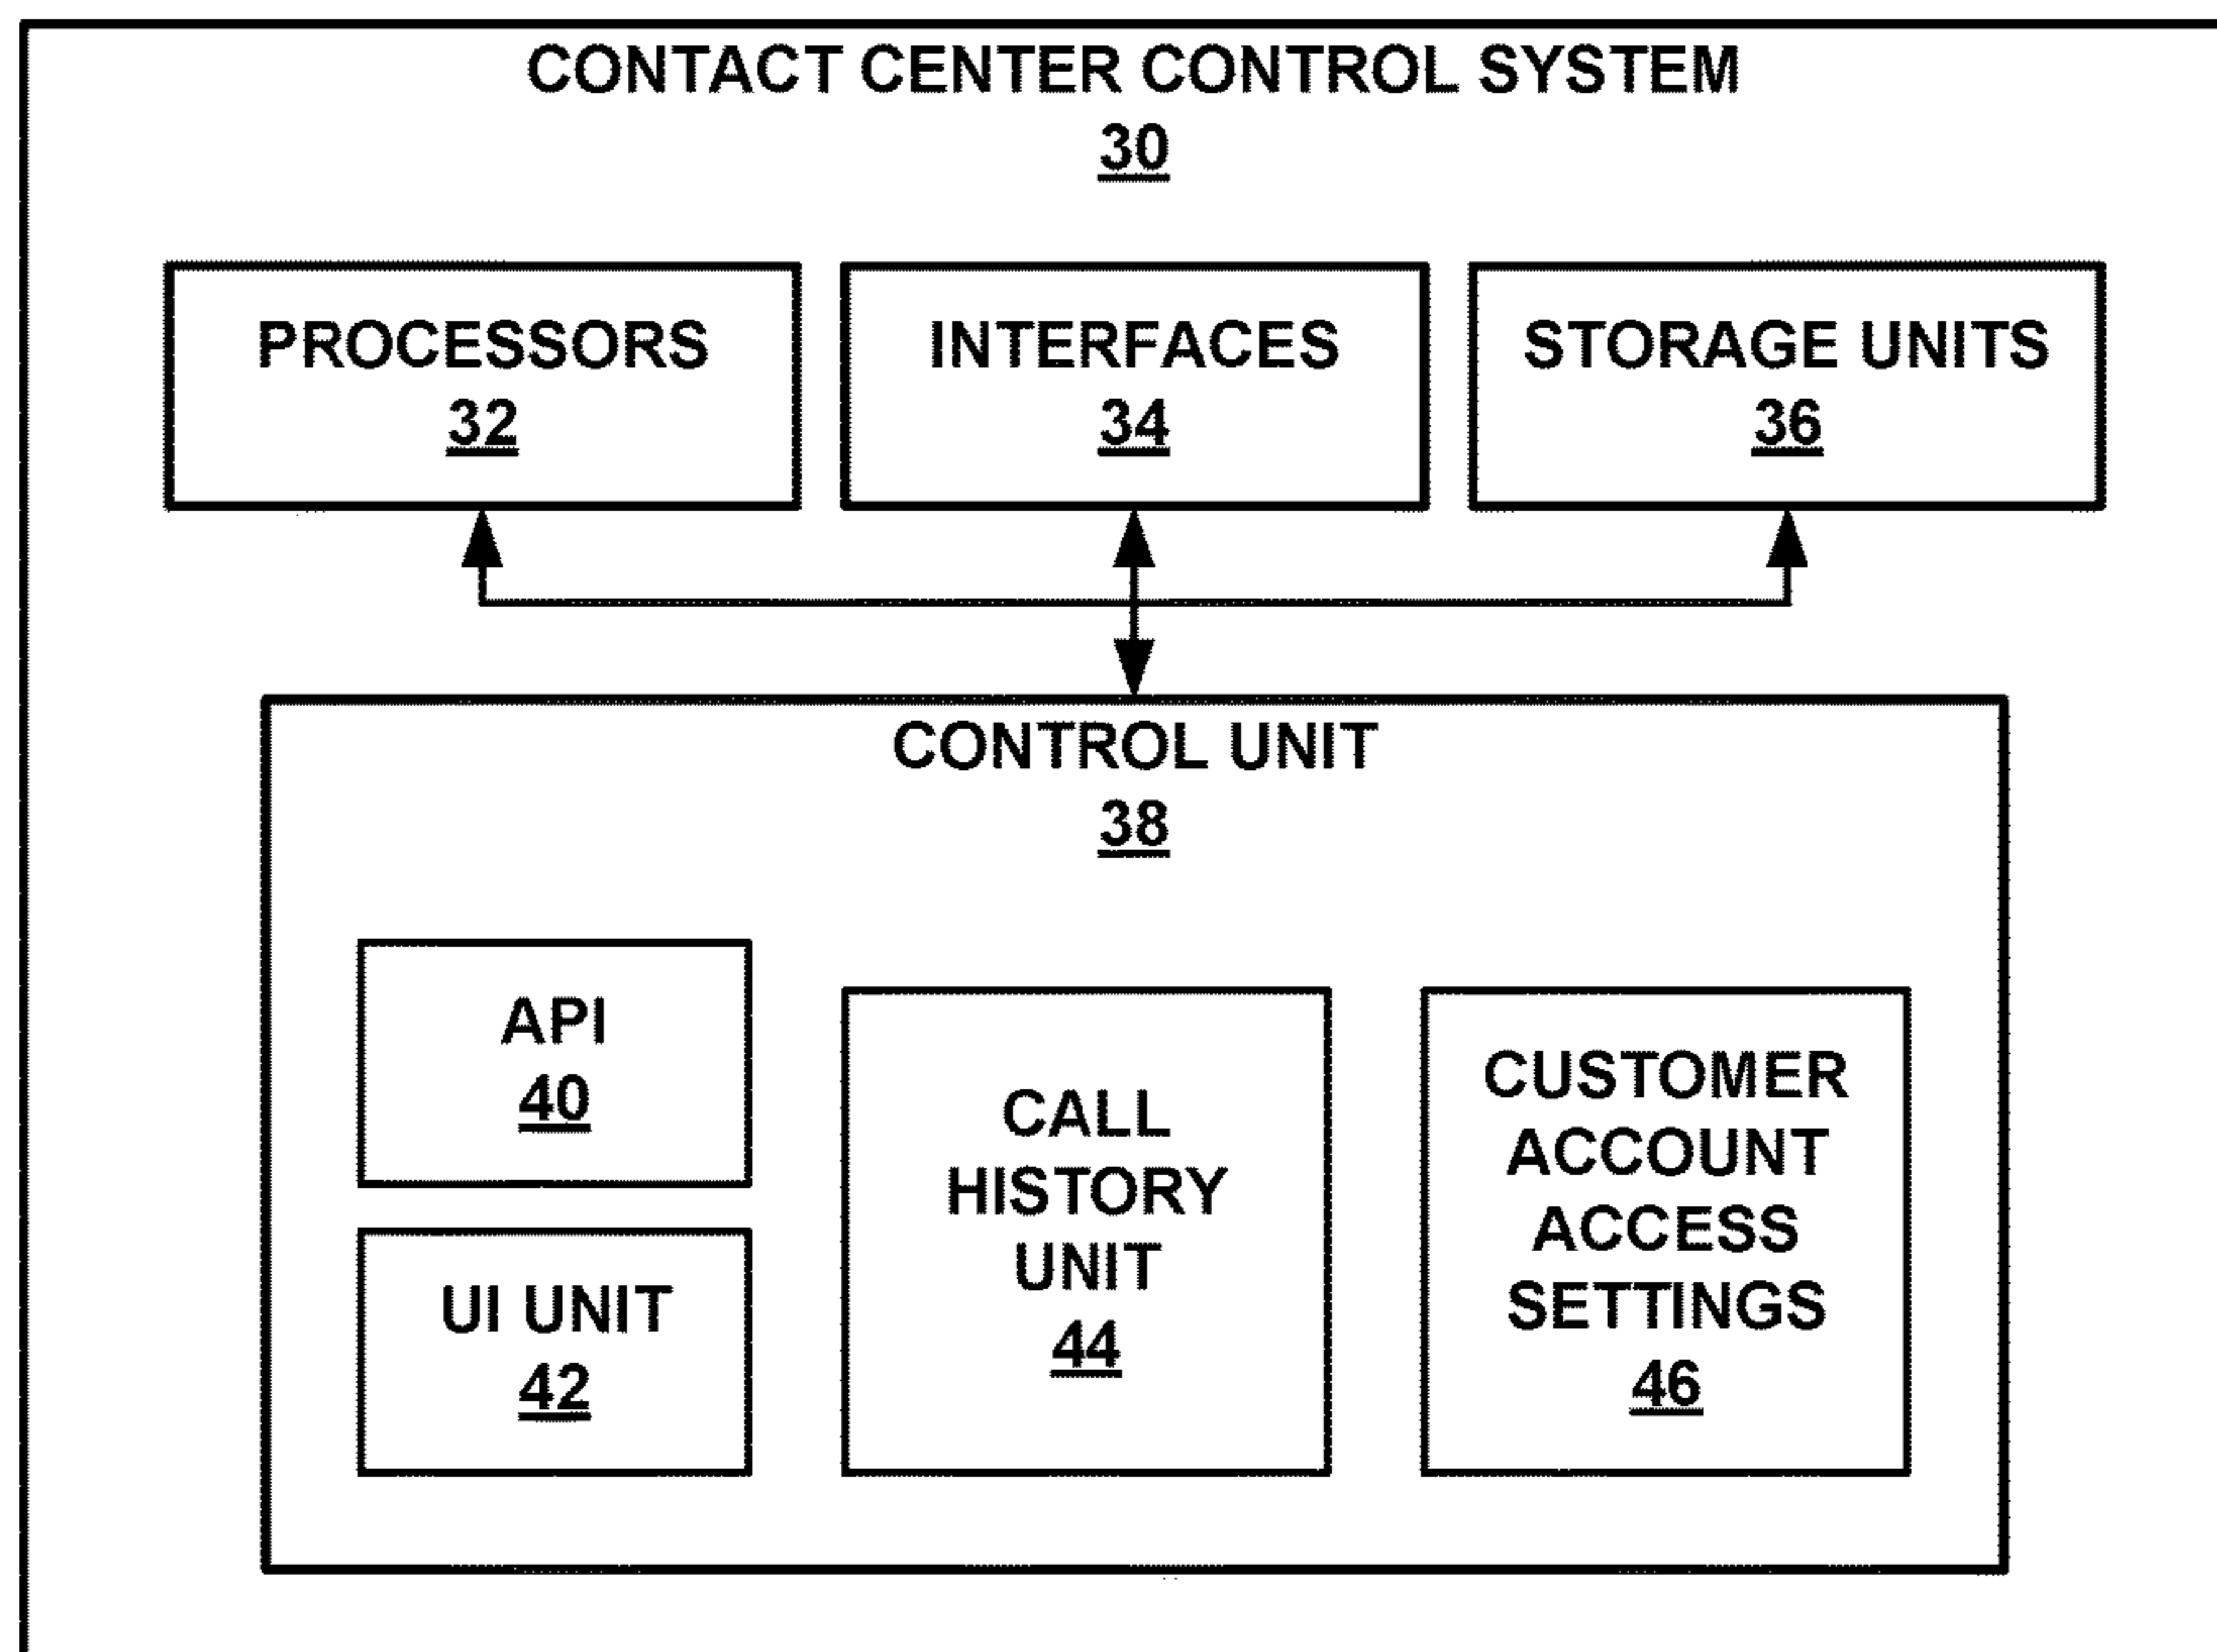 CONTACT CENTER CONTROL SYSTEM
30
PROCESSORS
32
INTERFACES
34
STORAGE UNITS
36
CONTROL UNIT
38
API
40
UI UNIT
42
CALL
HISTORY
UNIT
44
CUSTOMER
ACCOUNT
ACCESS
SETTINGS
46